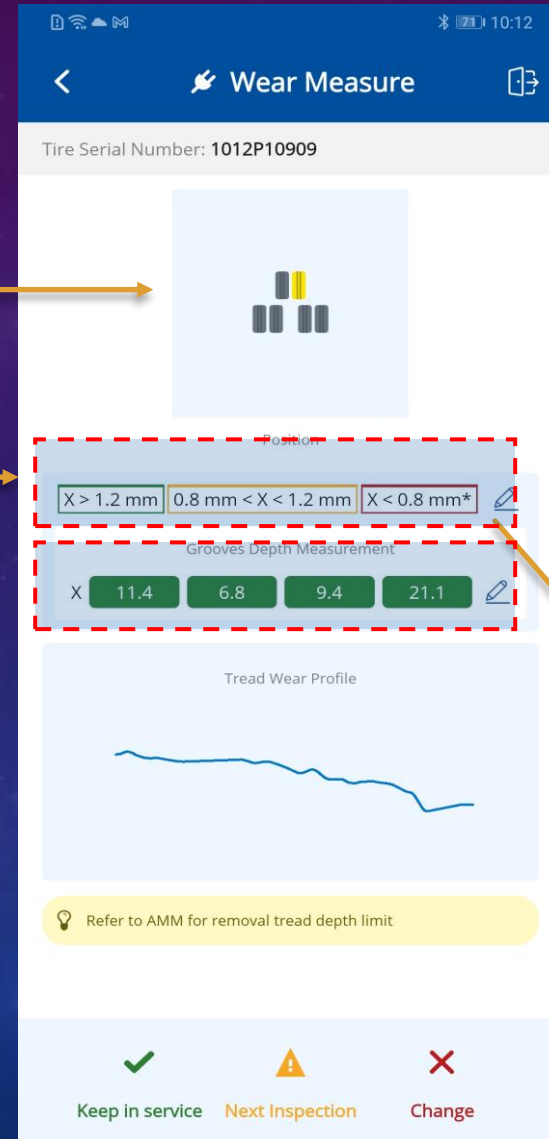 71 10:12
Wear Measure
Tire Serial Number: 1012P10909
Position
X > 1.2 mm 0.8 mm < X < 1.2 mm X < 0.8 mm*
Grooves Depth Measurement
X 11.4 6.8 9.4 21.1
Tread Wear Profile
Refer to AMM for removal tread depth limit
Keep in service Next Inspection Change